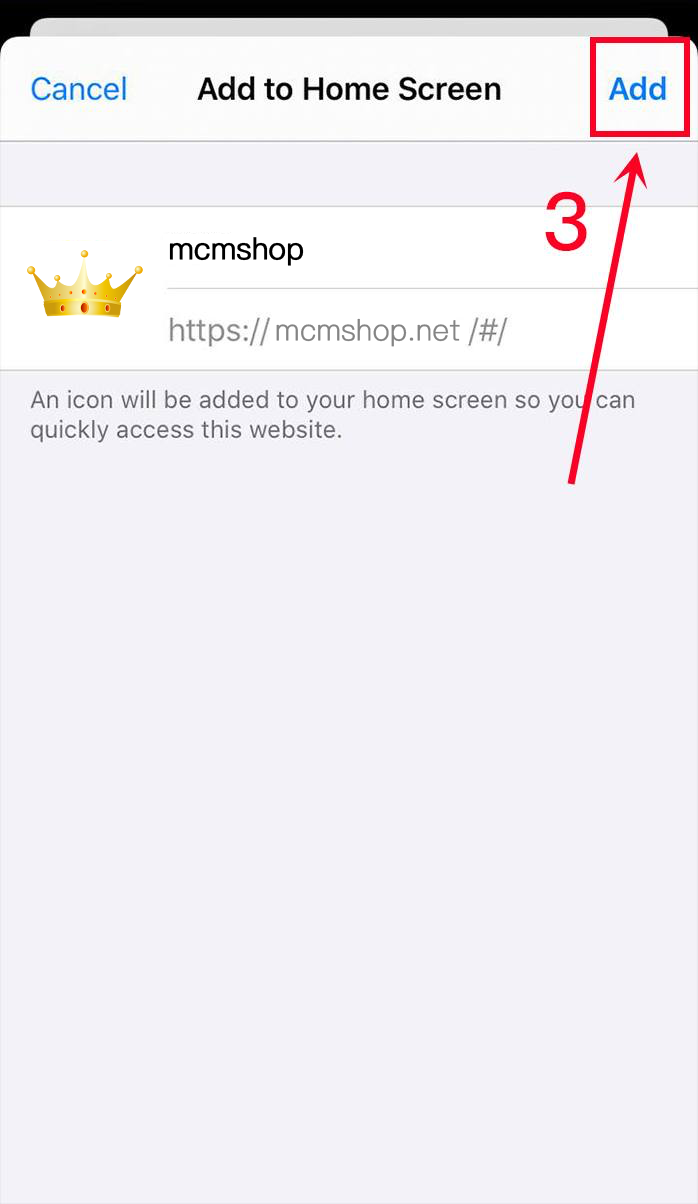 Cancel Add to Home Screen Add
3
mcmshop
https:// mcmshop.net /#/
An icon will be added to your home screen so you can
quickly access this website.